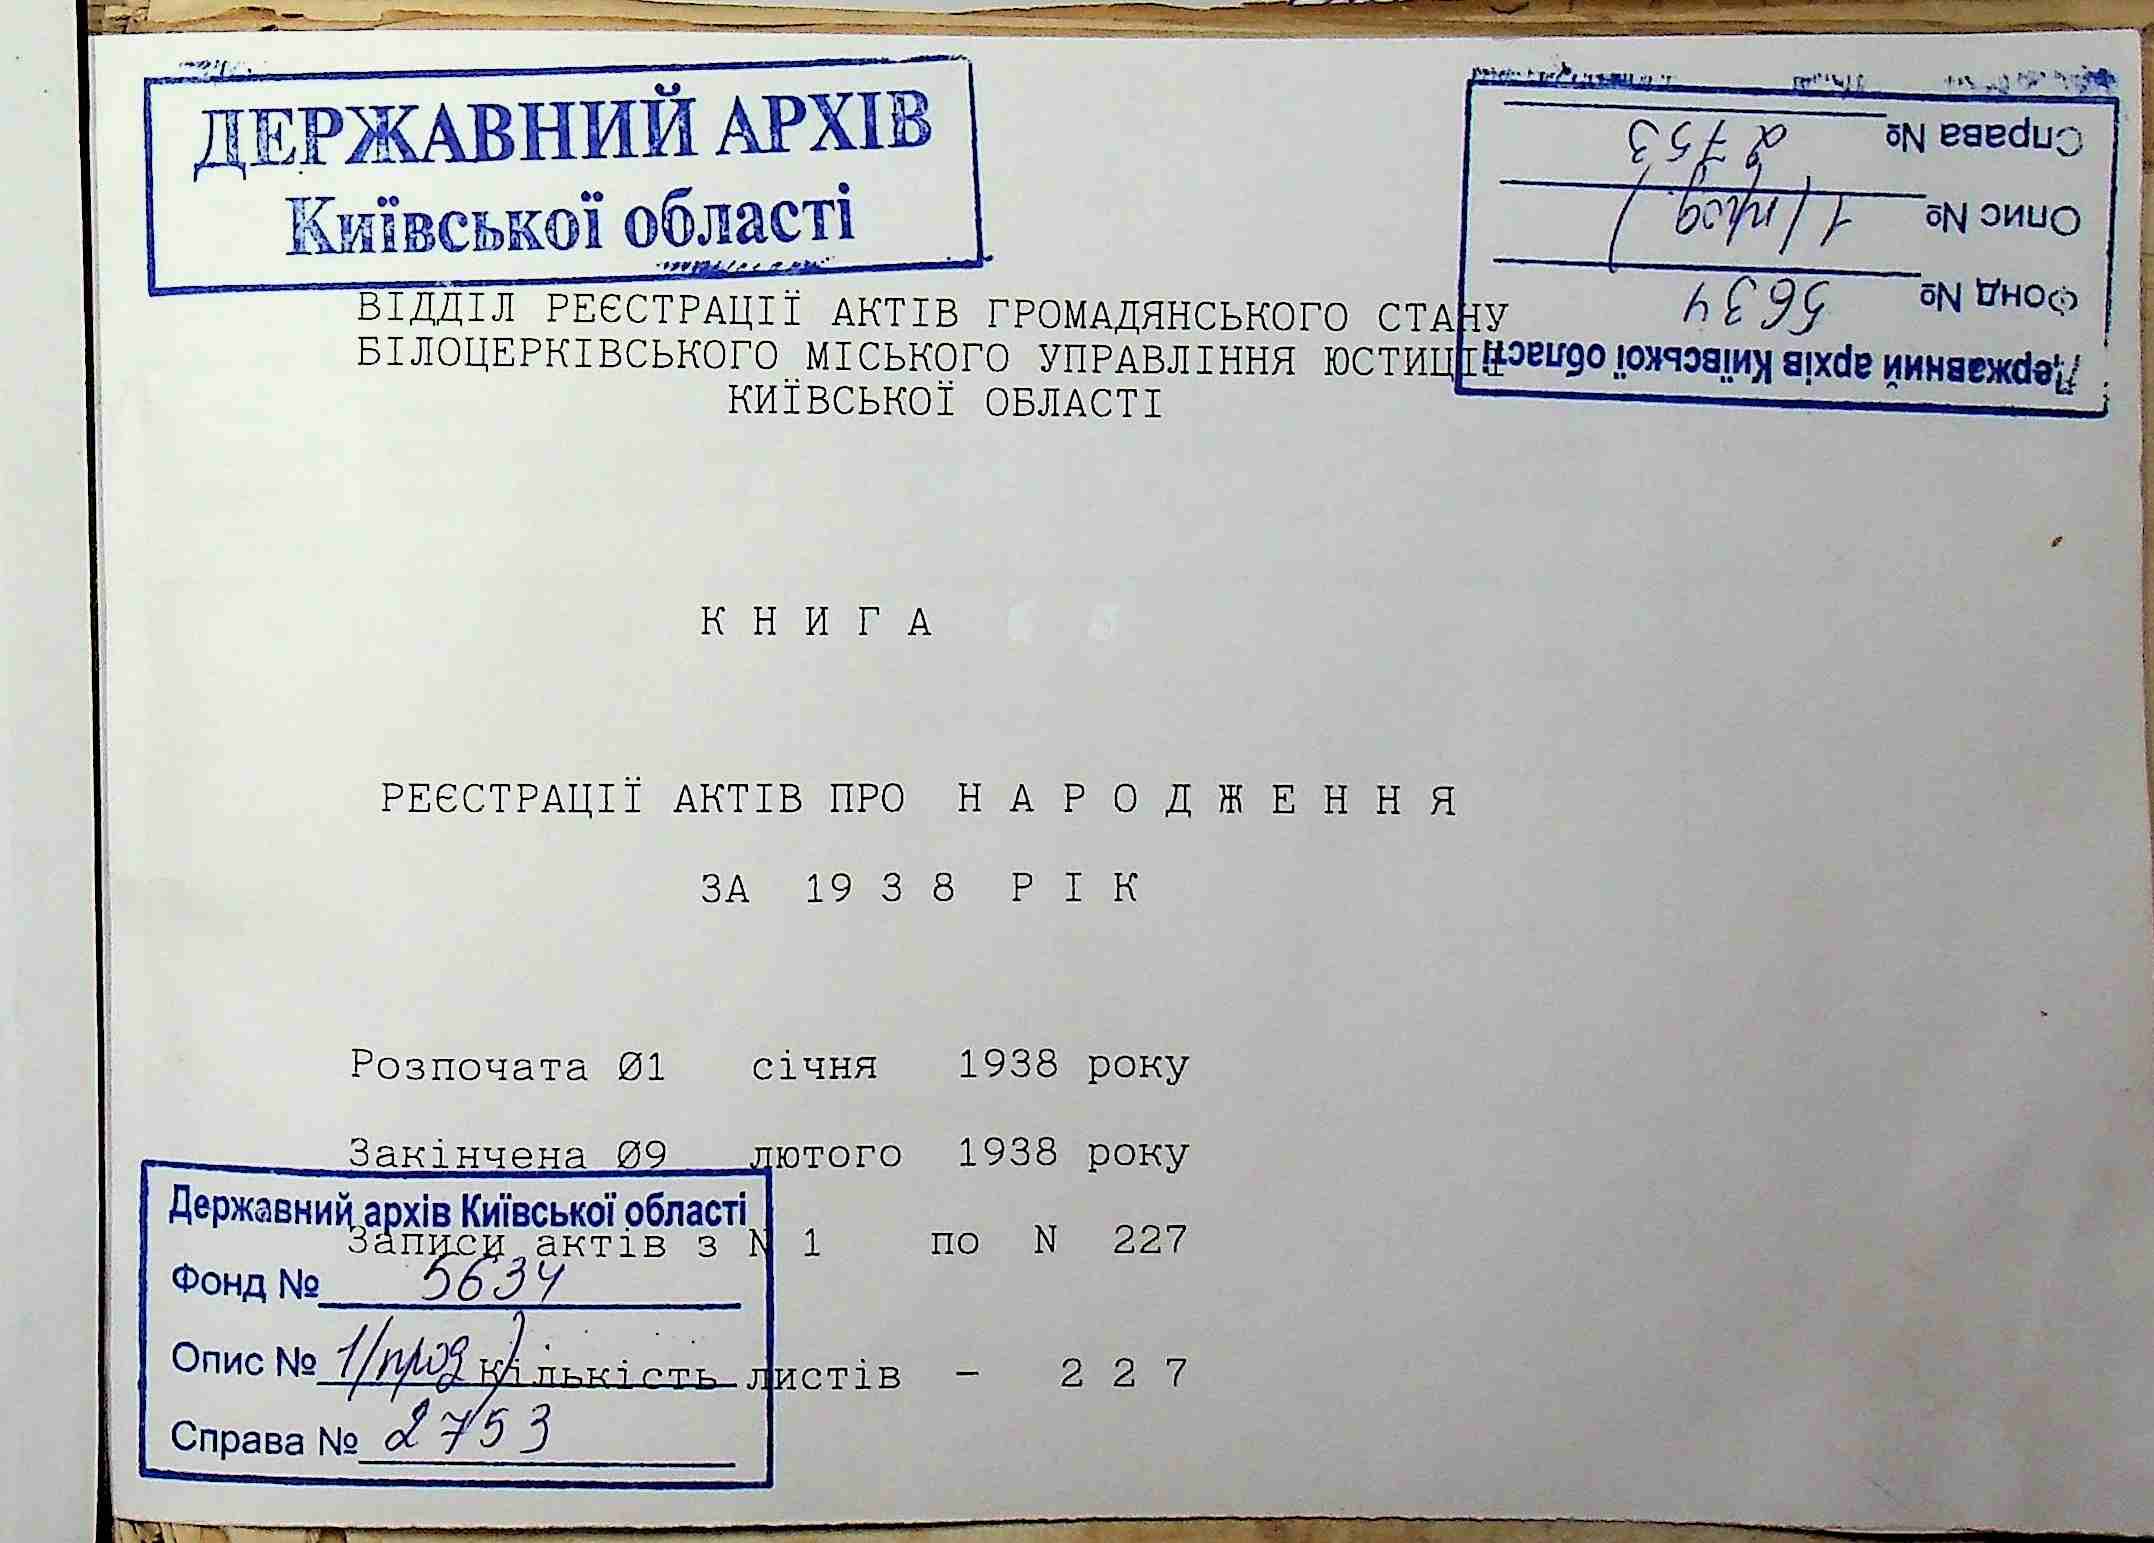 ДЕРЖАВНИЙ АРХІВ
Київської області
Державний архів Київської області
Фонд № 5634
Опис № 1/прод/
Справа № 2753
ВІДДІЛ РЕЄСТРАЦІЇ АКТІВ ГРОМАДЯНСЬКОГО СТАНУ
БІЛОЦЕРКІВСЬКОГО МІСЬКОГО УПРАВЛІННЯ ЮСТИЦІЇ
КИЇВСЬКОЇ ОБЛАСТІ
К Н И Г А
РЕЄСТРАЦІЇ АКТІВ ПРО Н А Р О Д Ж Е Н Н Я
ЗА 19 3 8 Р І К
Розпочата 01 січня 1938 року
Закінчена 09 лютого 1938 року
Записи актів з N 1 по N 227
кількість листів - 2 2 7
Державний архів Київської області
Фонд № 5634
Опис № 1/прод/
Справа № 2753